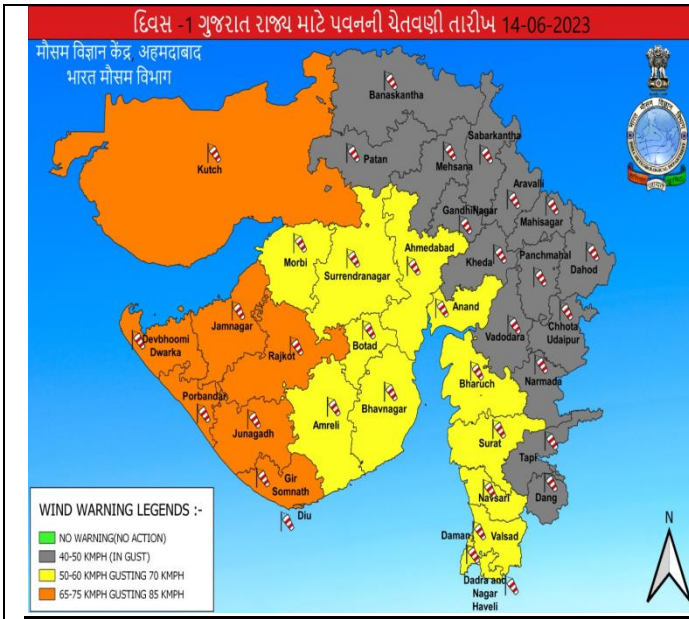 દિવસ -1 ગુજરાત રાજ્ય માટે પવનની ચેતવણી તારીખ 14-06-2023
मौसम विज्ञान केंद्र, अहमदाबाद
भारत मौसम विभाग
Banaskantha
Sabarkantha
Kutch
Patan
Mehsana
Aravalli
GandhiNagar
Mahisagar
Morbi
Surrendranagar
Ahmedabad
Kheda
Panchmahal
Dahod
Anand
Jamnagar
Devbhoomi
Dwarka
Rajkot
Botad
Vadodara
Chhota
Udaipur
Bharuch
Narmada
Porbandar
Junagadh
Amreli
Bhavnagar
Surat
Tapi
Gir
Somnath
Navsari
Dang
Diu
Daman
Valsad
Dadra and
Nagar
Haveli
WIND WARNING LEGENDS :-
NO WARNING(NO ACTION)
40-50 KMPH (IN GUST)
50-60 KMPH GUSTING 70 KMPH
65-75 KMPH GUSTING 85 KMPH
N